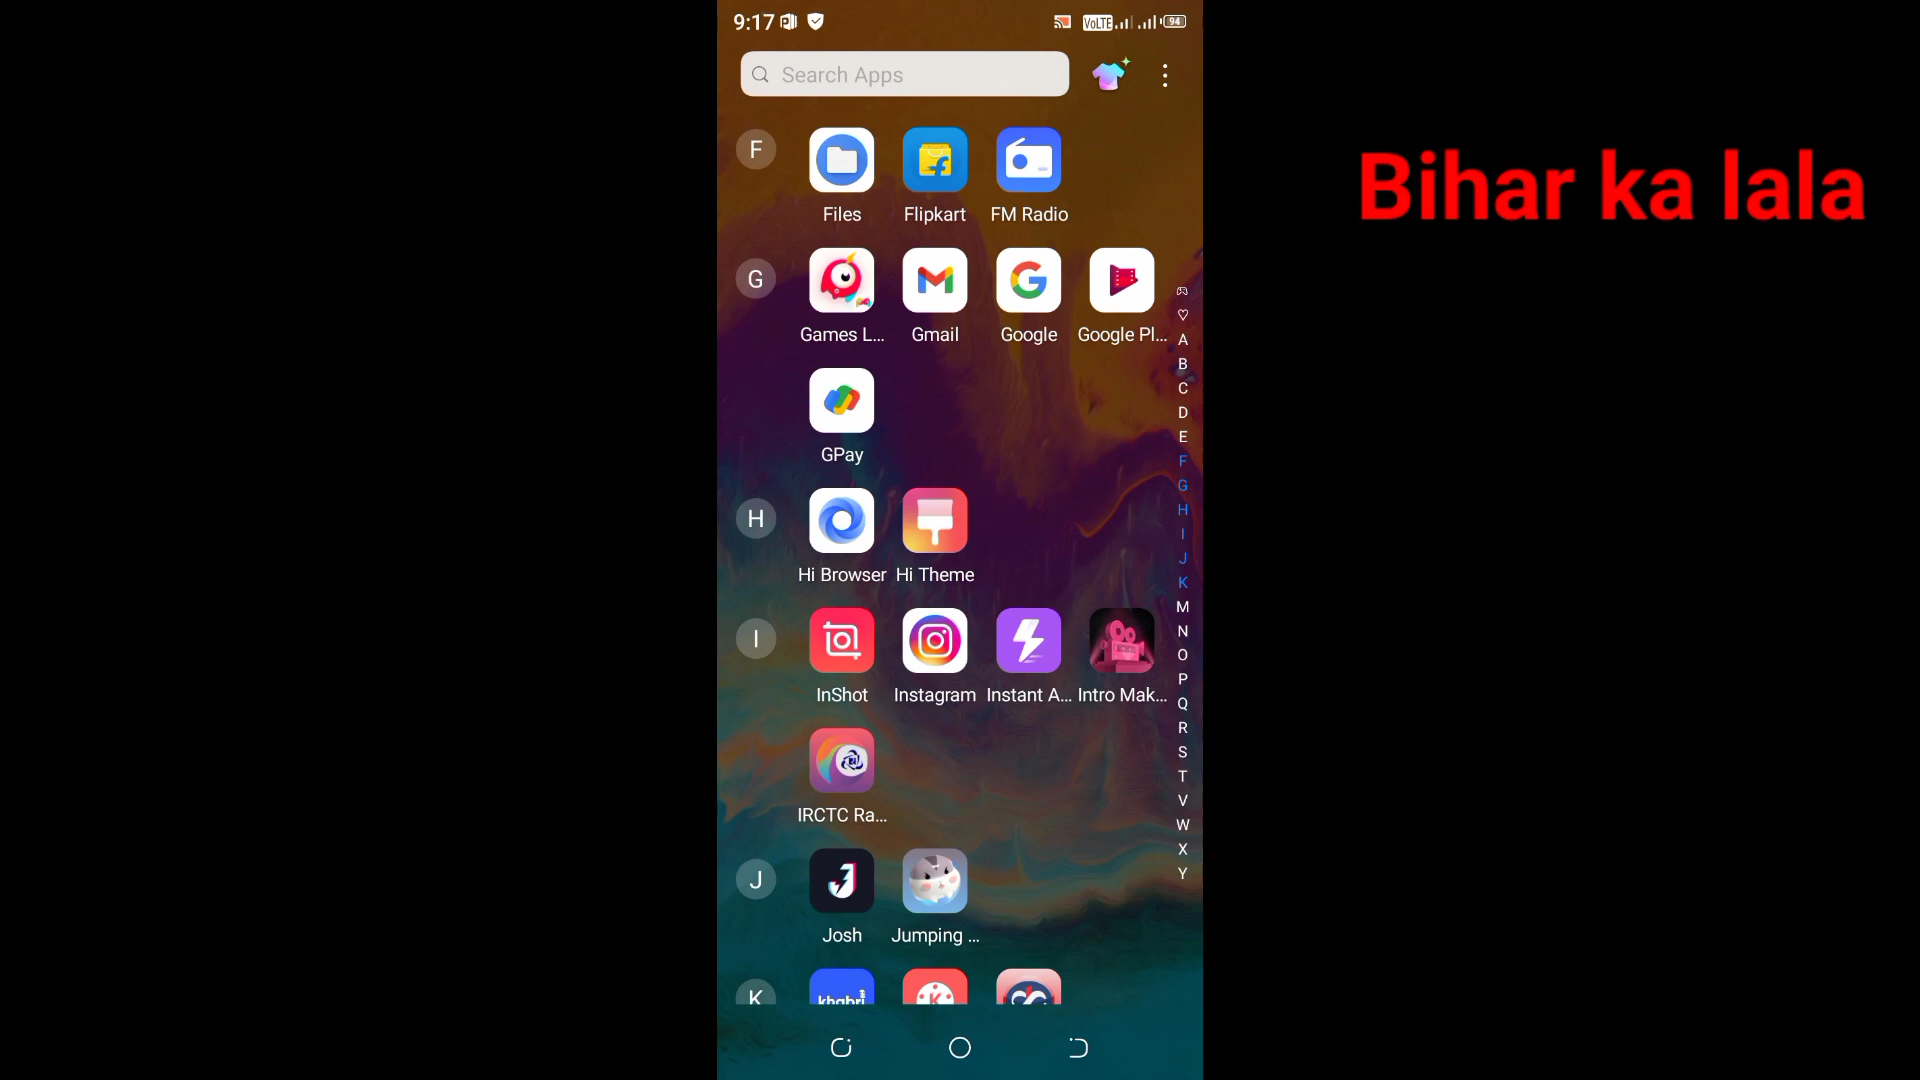 9:17 VoLTE 94
Search Apps
Bihar ka lala
F
Files Flipkart FM Radio
G
Games L... Gmail Google Google Pl...
GPay
H
Hi Browser Hi Theme
I
InShot Instagram Instant A... Intro Mak...
IRCTC Ra...
J
Josh Jumping ...
K
khabri
A
B
C
D
E
F
G
H
I
J
K
M
N
O
P
Q
R
S
T
V
W
X
Y